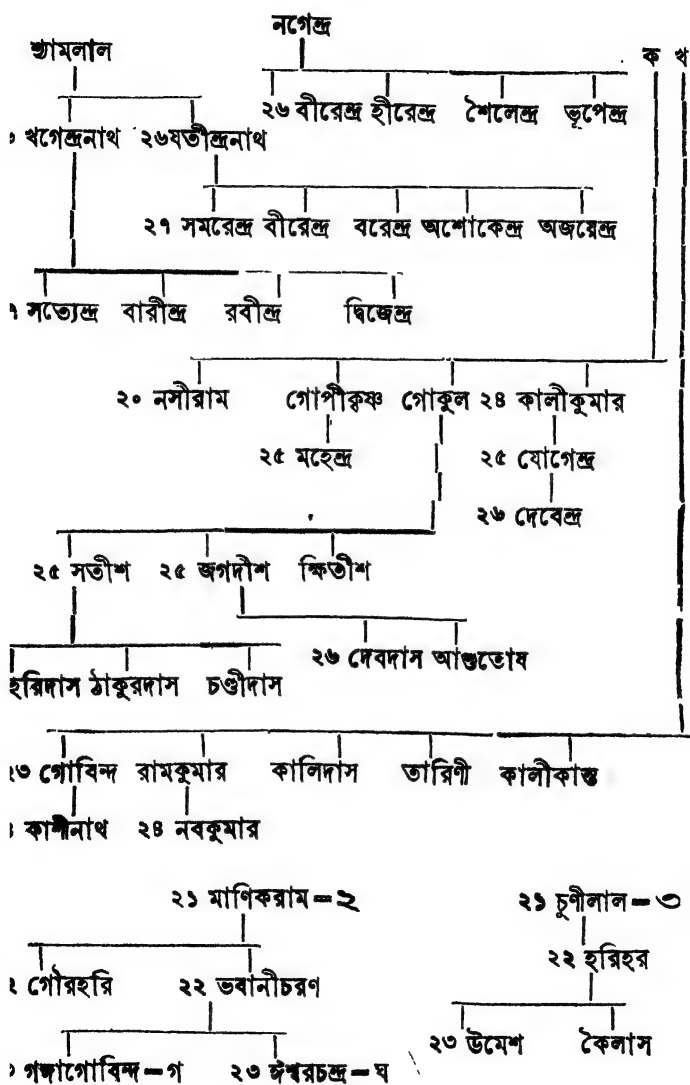 নগেন্দ্র
শ্যামলাল ক খ
২৬ বীরেন্দ্র হীরেন্দ্র শৈলেন্দ্র ভূপেন্দ্র
খগেন্দ্রনাথ ২৬যতীন্দ্রনাথ
২৭ সমরেন্দ্র বীরেন্দ্র বরেন্দ্র অশোকেন্দ্র অজয়েন্দ্র
সত্যেন্দ্র বারীন্দ্র রবীন্দ্র দ্বিজেন্দ্র
২০ নসীরাম গোপীকৃষ্ণ গোকুল ২৪ কালীকুমার
২৫ মহেন্দ্র ২৫ যোগেন্দ্র
২৬ দেবেন্দ্র
২৫ সতীশ ২৫ জগদীশ ক্ষিতীশ
২৬ দেবদাস আশুতোষ
হরিদাস ঠাকুরদাস চণ্ডীদাস
২৩ গোবিন্দ রামকুমার কালিদাস তারিণী কালীকান্ত
কাশীনাথ ২৪ নবকুমার
২১ মাণিকরাম=২ ২১ চূণীলাল=৩
২২ হরিহর
২ গৌরহরি ২২ ভবানীচরণ
২৩ উমেশ কৈলাস
গঙ্গাগোবিন্দ=গ ২৩ ঈশ্বরচন্দ্র=ঘ